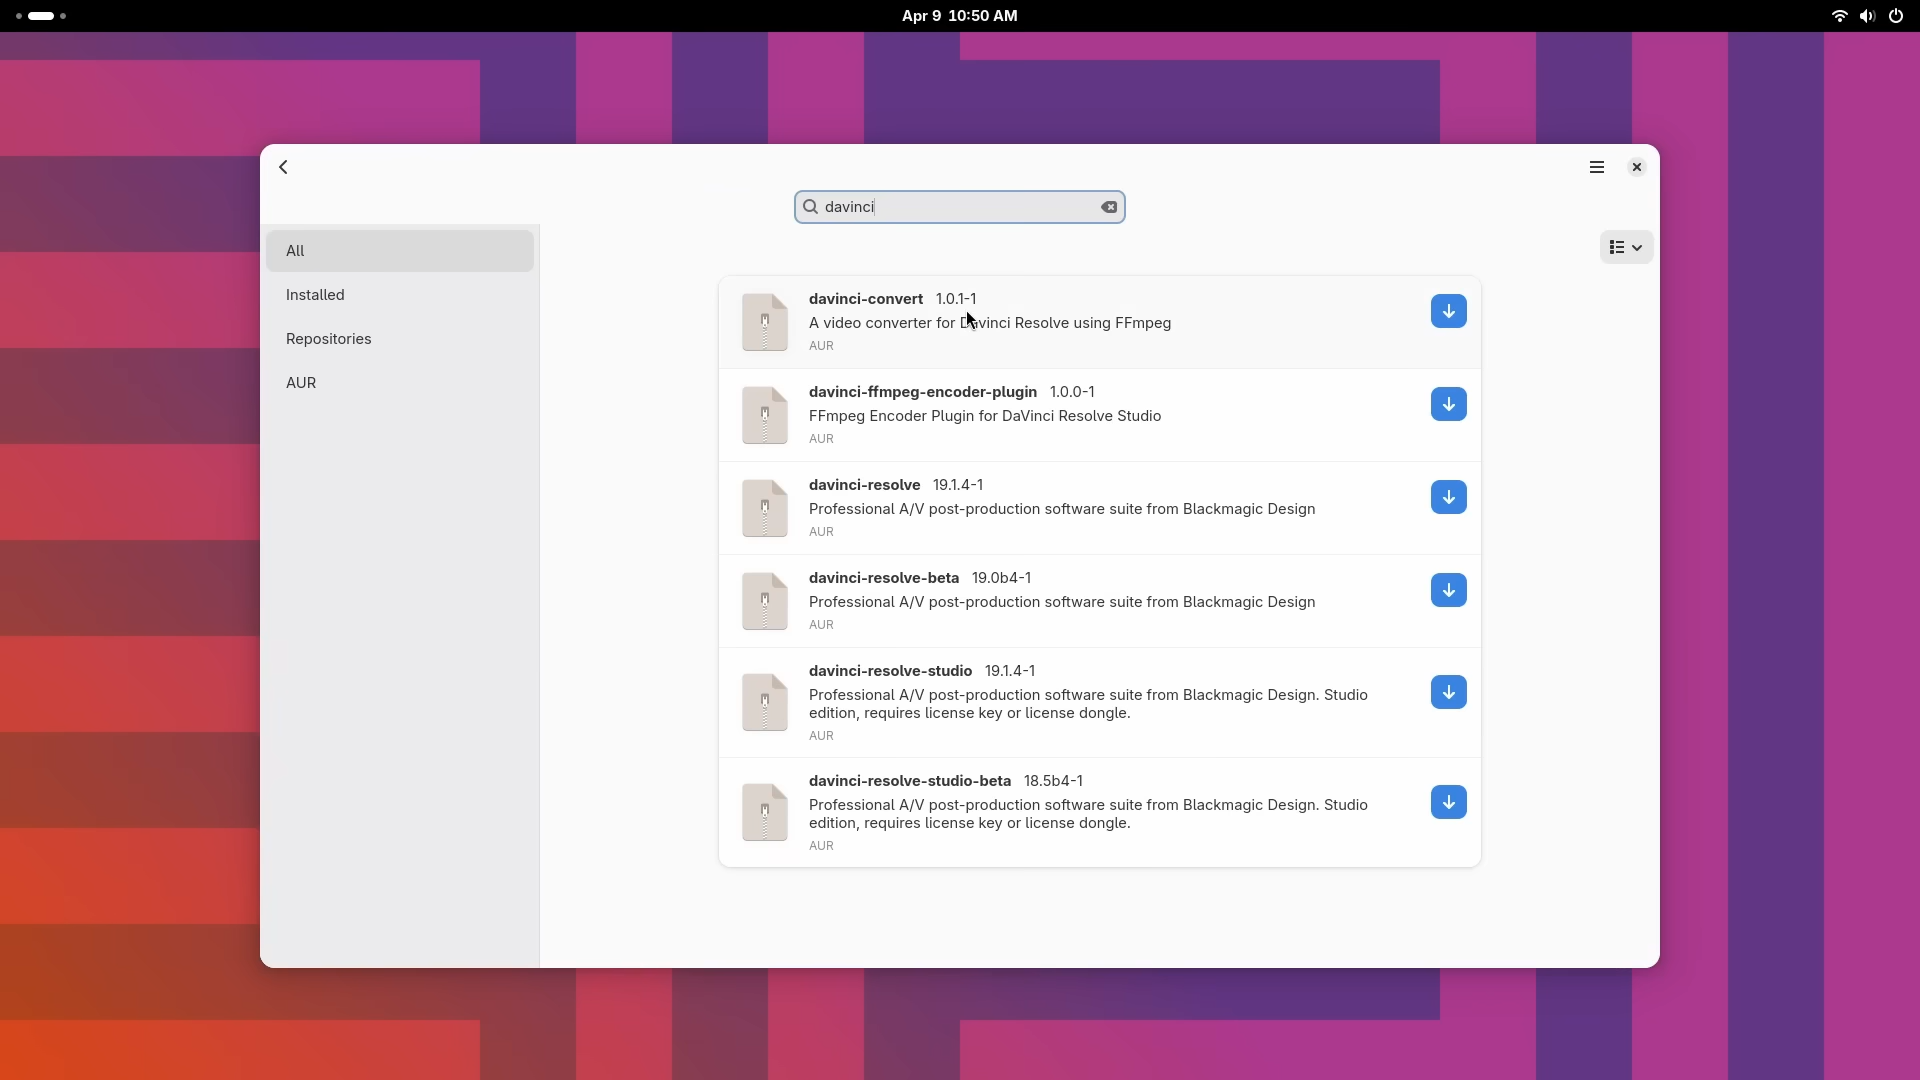 Apr 9 10:50 AM
davinci
All
Installed
Repositories
AUR
davinci-convert 1.0.1-1
A video converter for Davinci Resolve using FFmpeg
AUR
davinci-ffmpeg-encoder-plugin 1.0.0-1
FFmpeg Encoder Plugin for DaVinci Resolve Studio
AUR
davinci-resolve 19.1.4-1
Professional A/V post-production software suite from Blackmagic Design
AUR
davinci-resolve-beta 19.0b4-1
Professional A/V post-production software suite from Blackmagic Design
AUR
davinci-resolve-studio 19.1.4-1
Professional A/V post-production software suite from Blackmagic Design. Studio
edition, requires license key or license dongle.
AUR
davinci-resolve-studio-beta 18.5b4-1
Professional A/V post-production software suite from Blackmagic Design. Studio
edition, requires license key or license dongle.
AUR